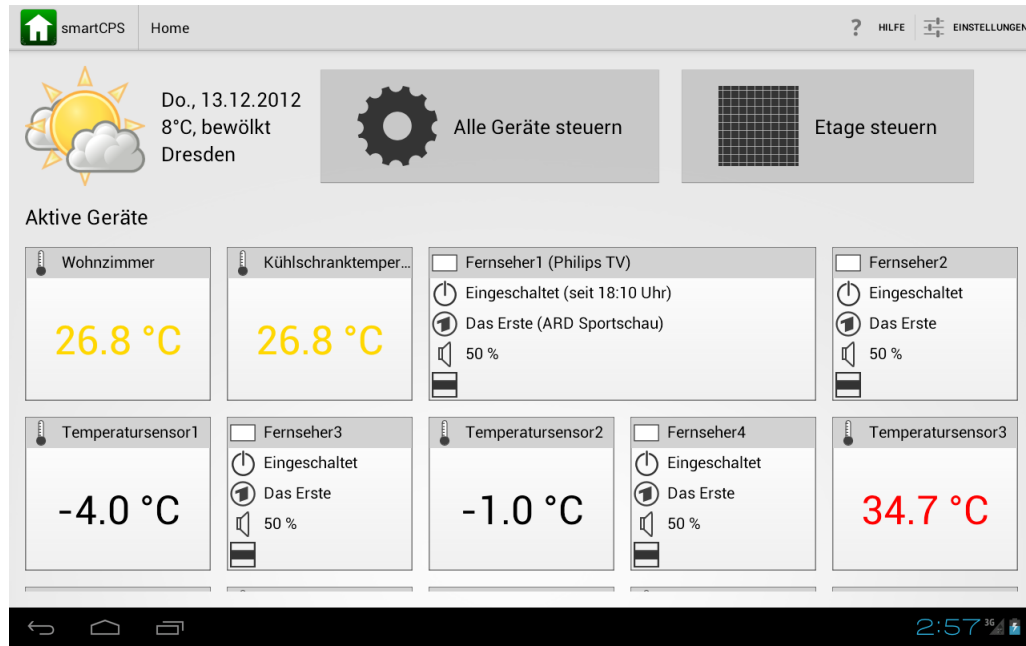 smartCPS Home ? HILFE EINSTELLUNGEN
Do., 13.12.2012
8°C, bewölkt
Dresden
Alle Geräte steuern
Etage steuern
Aktive Geräte
Wohnzimmer
26.8 °C
Kühlschranktemper...
26.8 °C
Fernseher1 (Philips TV)
Eingeschaltet (seit 18:10 Uhr)
Das Erste (ARD Sportschau)
50 %
Fernseher2
Eingeschaltet
Das Erste
50 %
Temperatursensor1
-4.0 °C
Fernseher3
Eingeschaltet
Das Erste
50 %
Temperatursensor2
-1.0 °C
Fernseher4
Eingeschaltet
Das Erste
50 %
Temperatursensor3
34.7 °C
2:57 3G